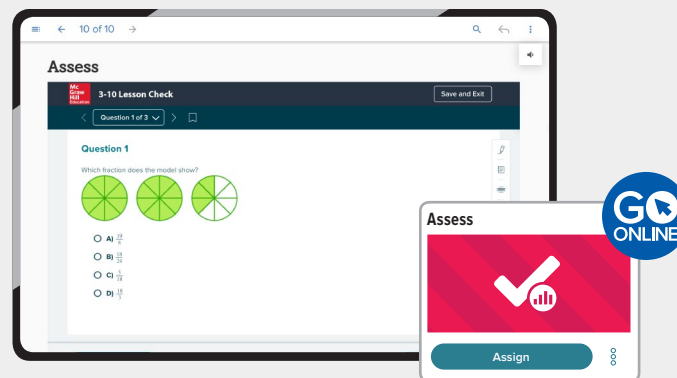 10 of 10
Assess
Mc
Graw
Hill
Education
3-10 Lesson Check
Save and Exit
Question 1 of 3
Question 1
Which fraction does the model show?
A)
B)
C)
D)
Assess
GO
ONLINE
Assign